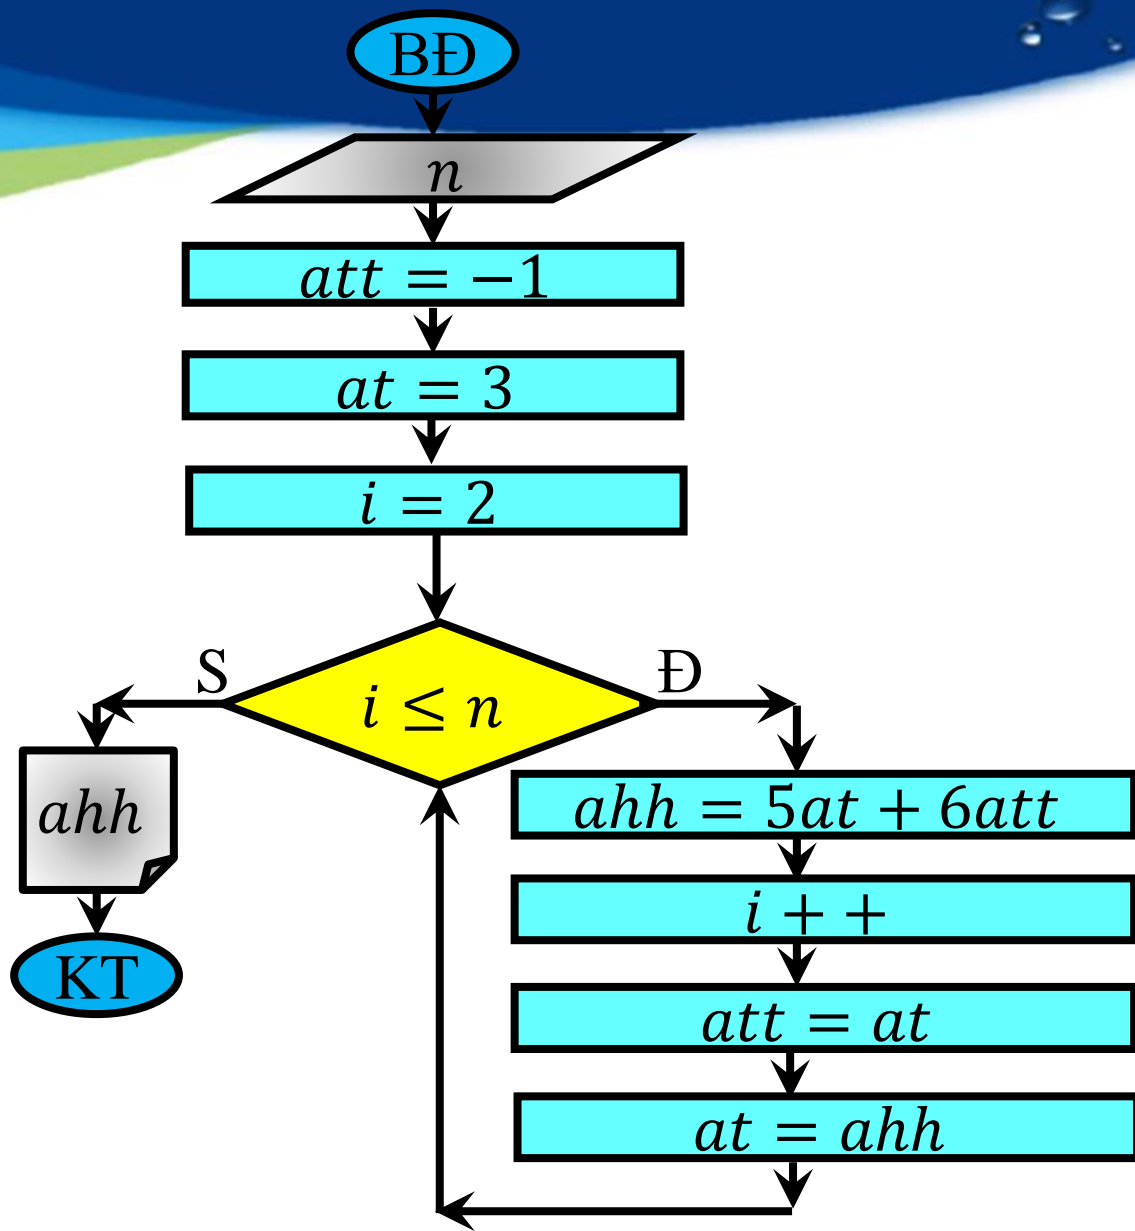 BĐ
n
att = −1
at = 3
i = 2
S
Đ
i ≤ n
ahh = 5at + 6att
ahh
i + +
KT
att = at
at = ahh